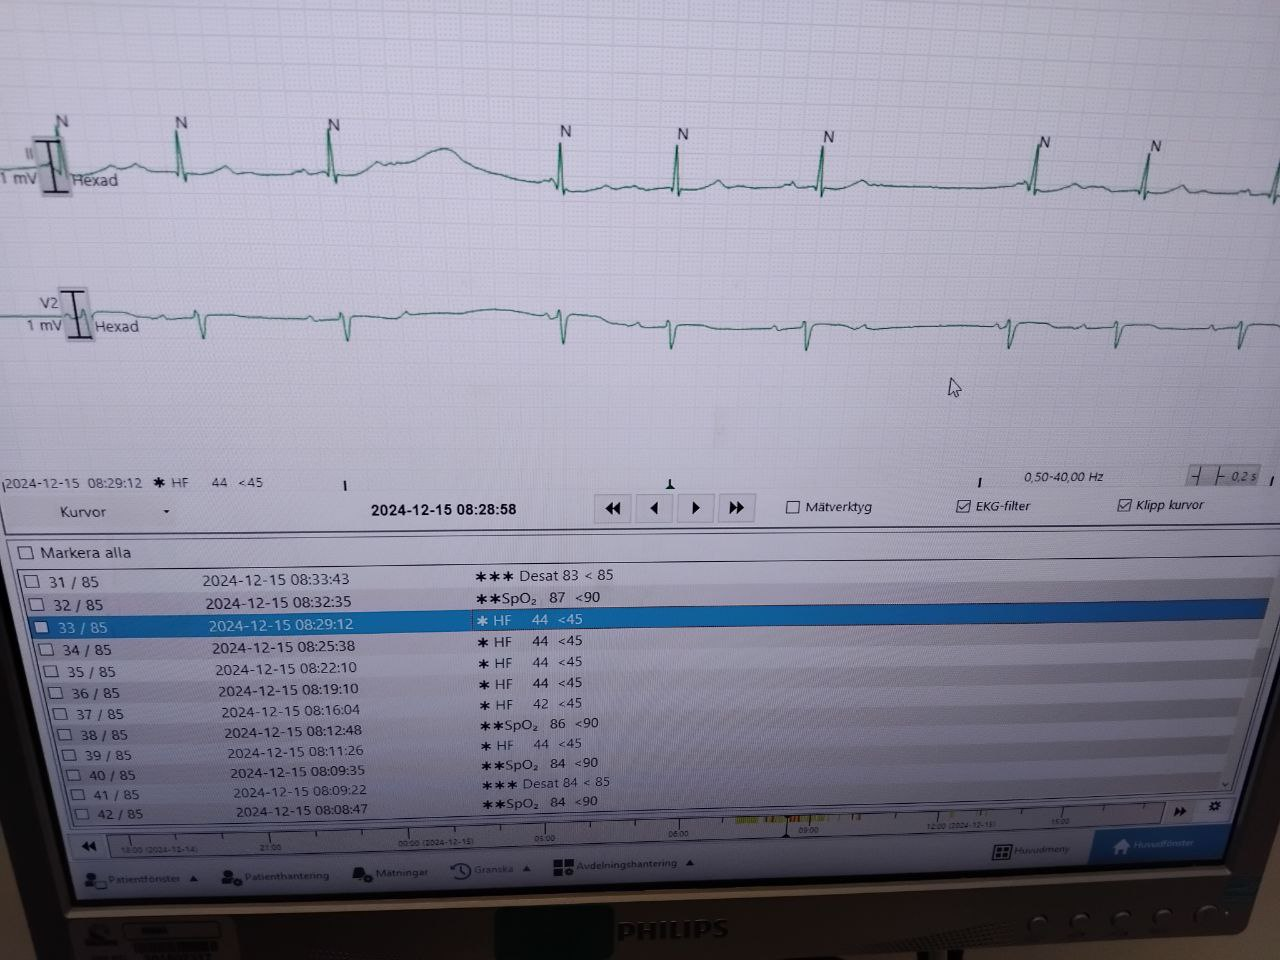 N N N N N N N N
II
1 mV Hexad
V2
1 mV Hexad
2024-12-15 08:29:12 ✱ HF 44 <45 0,50-40,00 Hz 0,2 s
Kurvor 2024-12-15 08:28:58 Mätverktyg EKG-filter Klipp kurvor
Markera alla
31 / 85 2024-12-15 08:33:43 ✱✱✱ Desat 83 < 85
32 / 85 2024-12-15 08:32:35 ✱✱SpO₂ 87 <90
33 / 85 2024-12-15 08:29:12 ✱ HF 44 <45
34 / 85 2024-12-15 08:25:38 ✱ HF 44 <45
35 / 85 2024-12-15 08:22:10 ✱ HF 44 <45
36 / 85 2024-12-15 08:19:10 ✱ HF 44 <45
37 / 85 2024-12-15 08:16:04 ✱ HF 42 <45
38 / 85 2024-12-15 08:12:48 ✱✱SpO₂ 86 <90
39 / 85 2024-12-15 08:11:26 ✱ HF 44 <45
40 / 85 2024-12-15 08:09:35 ✱✱SpO₂ 84 <90
41 / 85 2024-12-15 08:09:22 ✱✱✱ Desat 84 < 85
42 / 85 2024-12-15 08:08:47 ✱✱SpO₂ 84 <90
18:00 (2024-12-14) 21:00 00:00 (2024-12-15) 03:00 06:00 09:00 12:00 (2024-12-15) 15:00
Patientfönster Patienthantering Mätningar Granska Avdelningshantering Huvudmeny Huvudfönster
PHILIPS